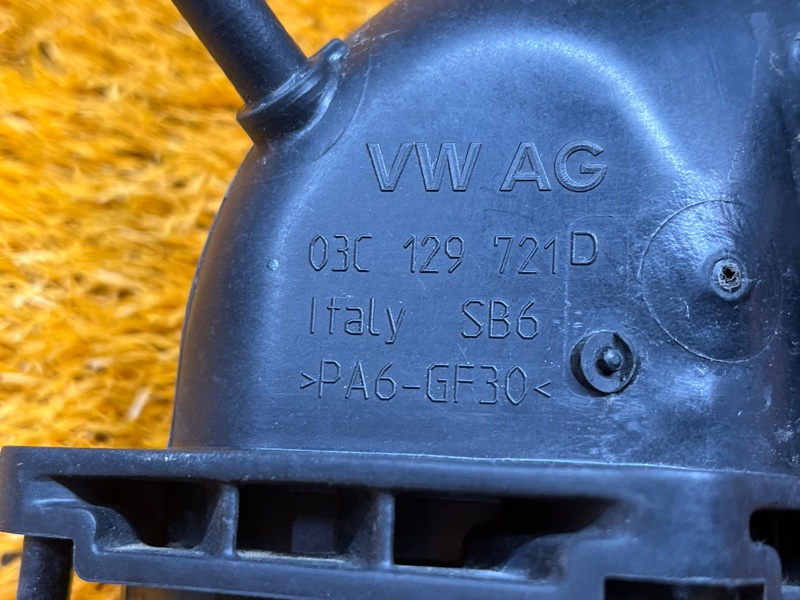 VW AG
03C 129 721 D
Italy SB6
>PA6-GF30<